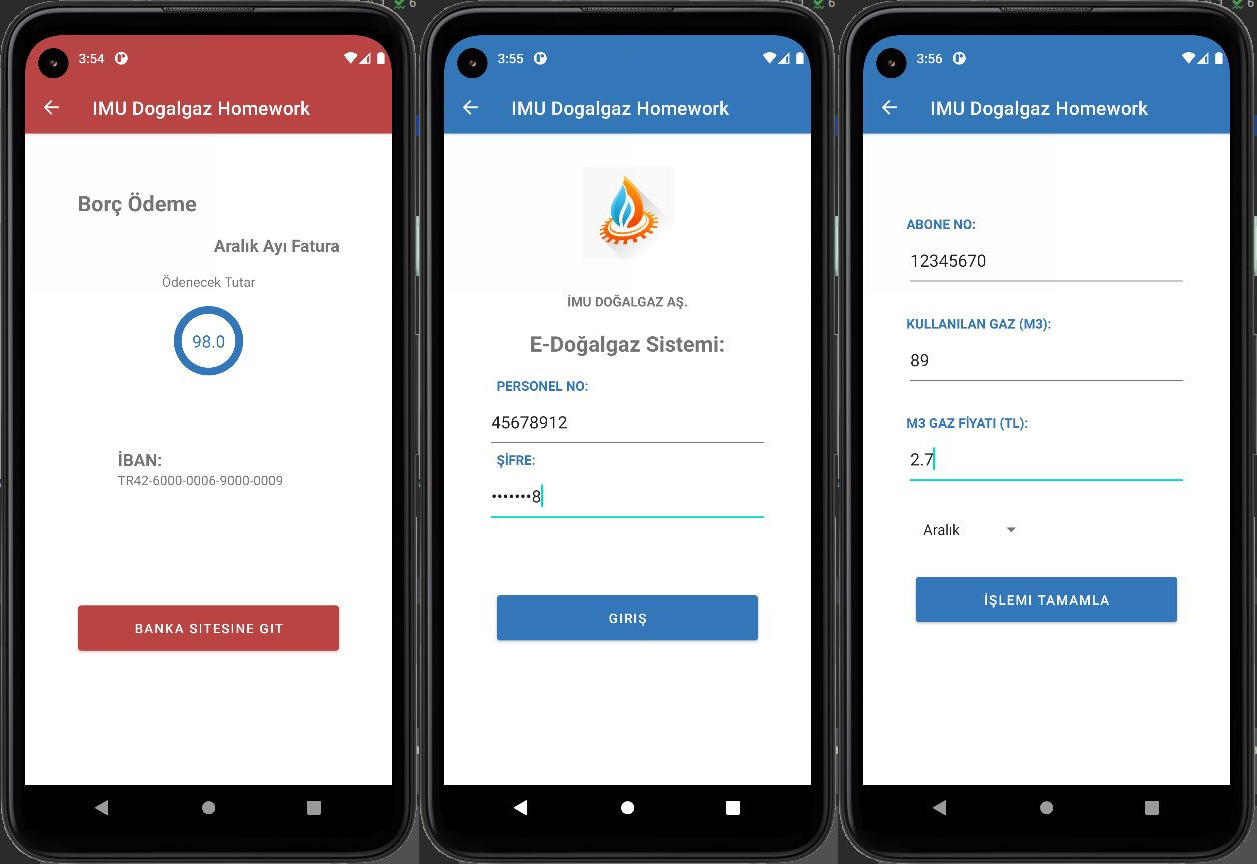 3:54
IMU Dogalgaz Homework
Borç Ödeme
Aralık Ayı Fatura
Ödenecek Tutar
98.0
İBAN:
TR42-6000-0006-9000-0009
BANKA SITESINE GIT
3:55
IMU Dogalgaz Homework
İMU DOĞALGAZ AŞ.
E-Doğalgaz Sistemi:
PERSONEL NO:
45678912
ŞİFRE:
•••••••8
GIRIŞ
3:56
IMU Dogalgaz Homework
ABONE NO:
12345670
KULLANILAN GAZ (M3):
89
M3 GAZ FİYATI (TL):
2.7
Aralık
İŞLEMI TAMAMLA